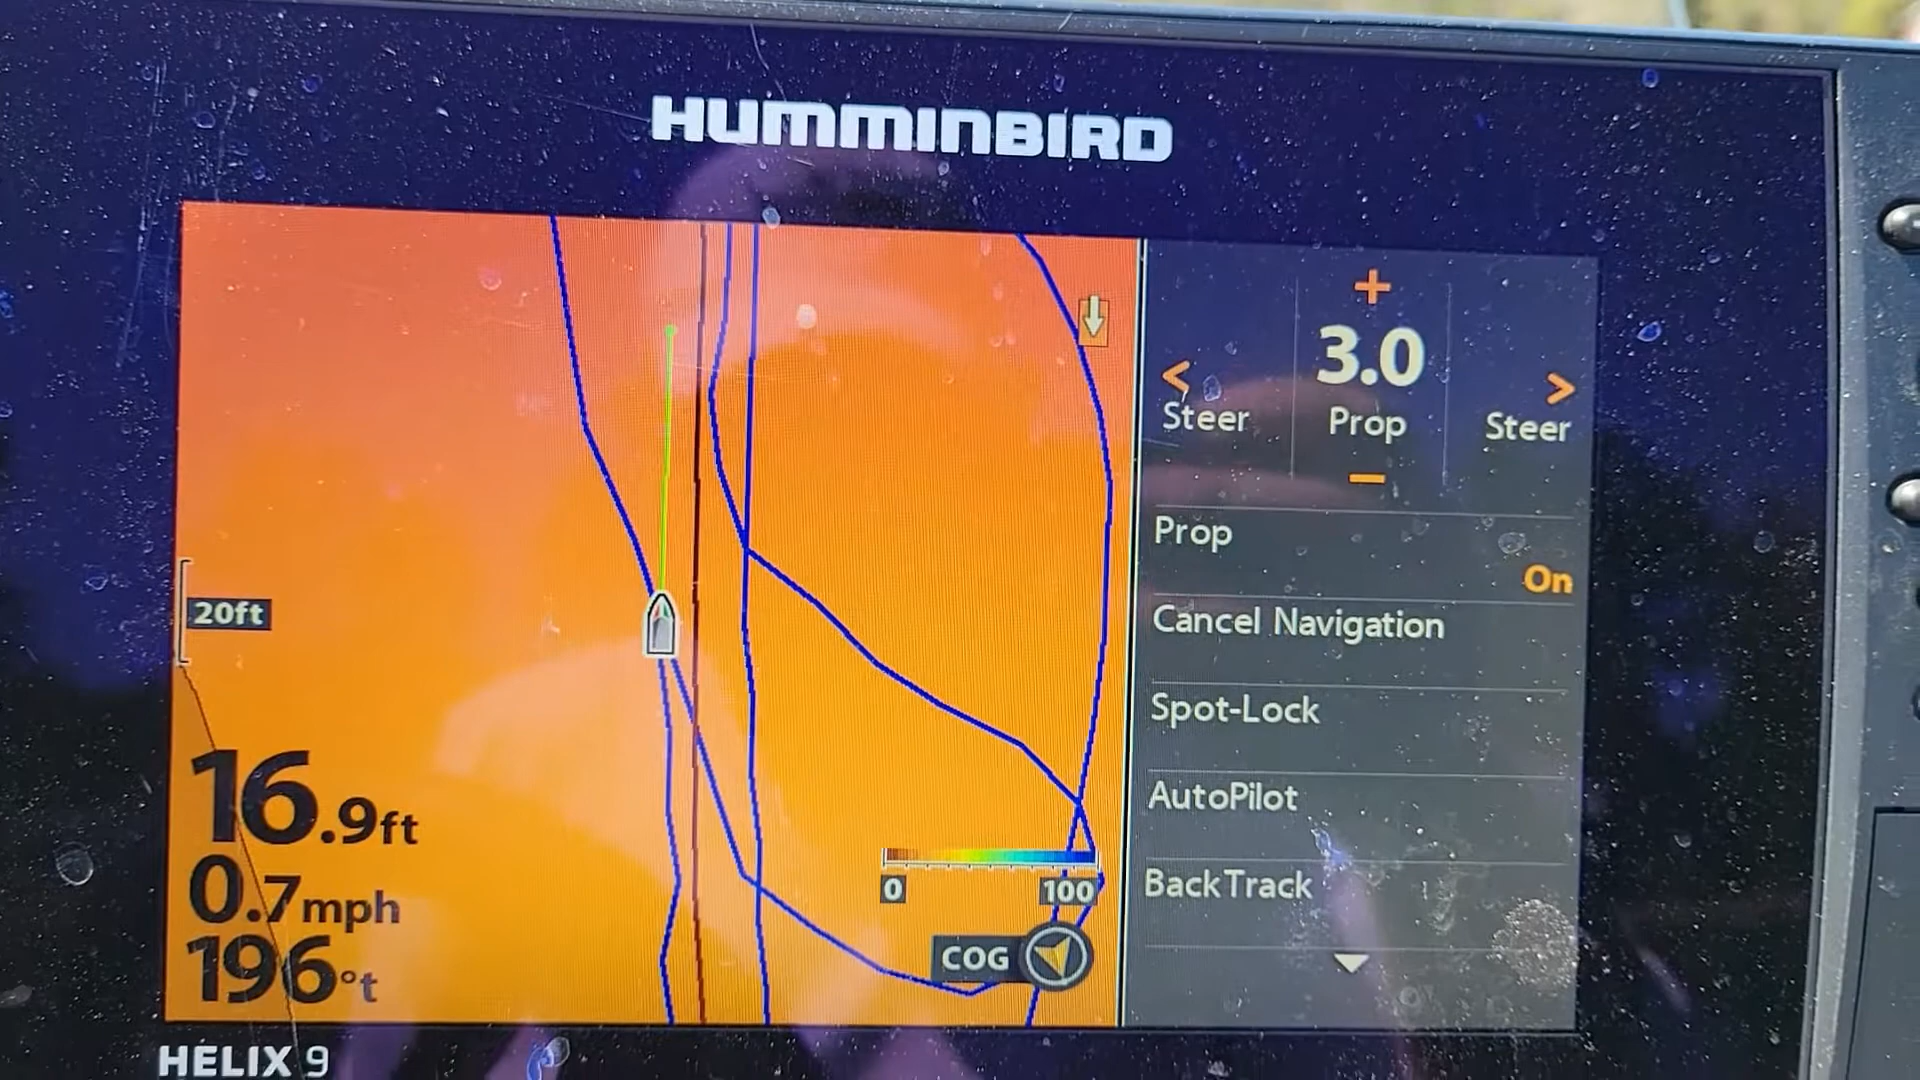 HUMMINBIRD
20ft
16.9ft
0.7mph
196°t
0 100
COG
+
3.0
< >
Steer Prop Steer
−
Prop
On
Cancel Navigation
Spot-Lock
AutoPilot
BackTrack
HELIX 9